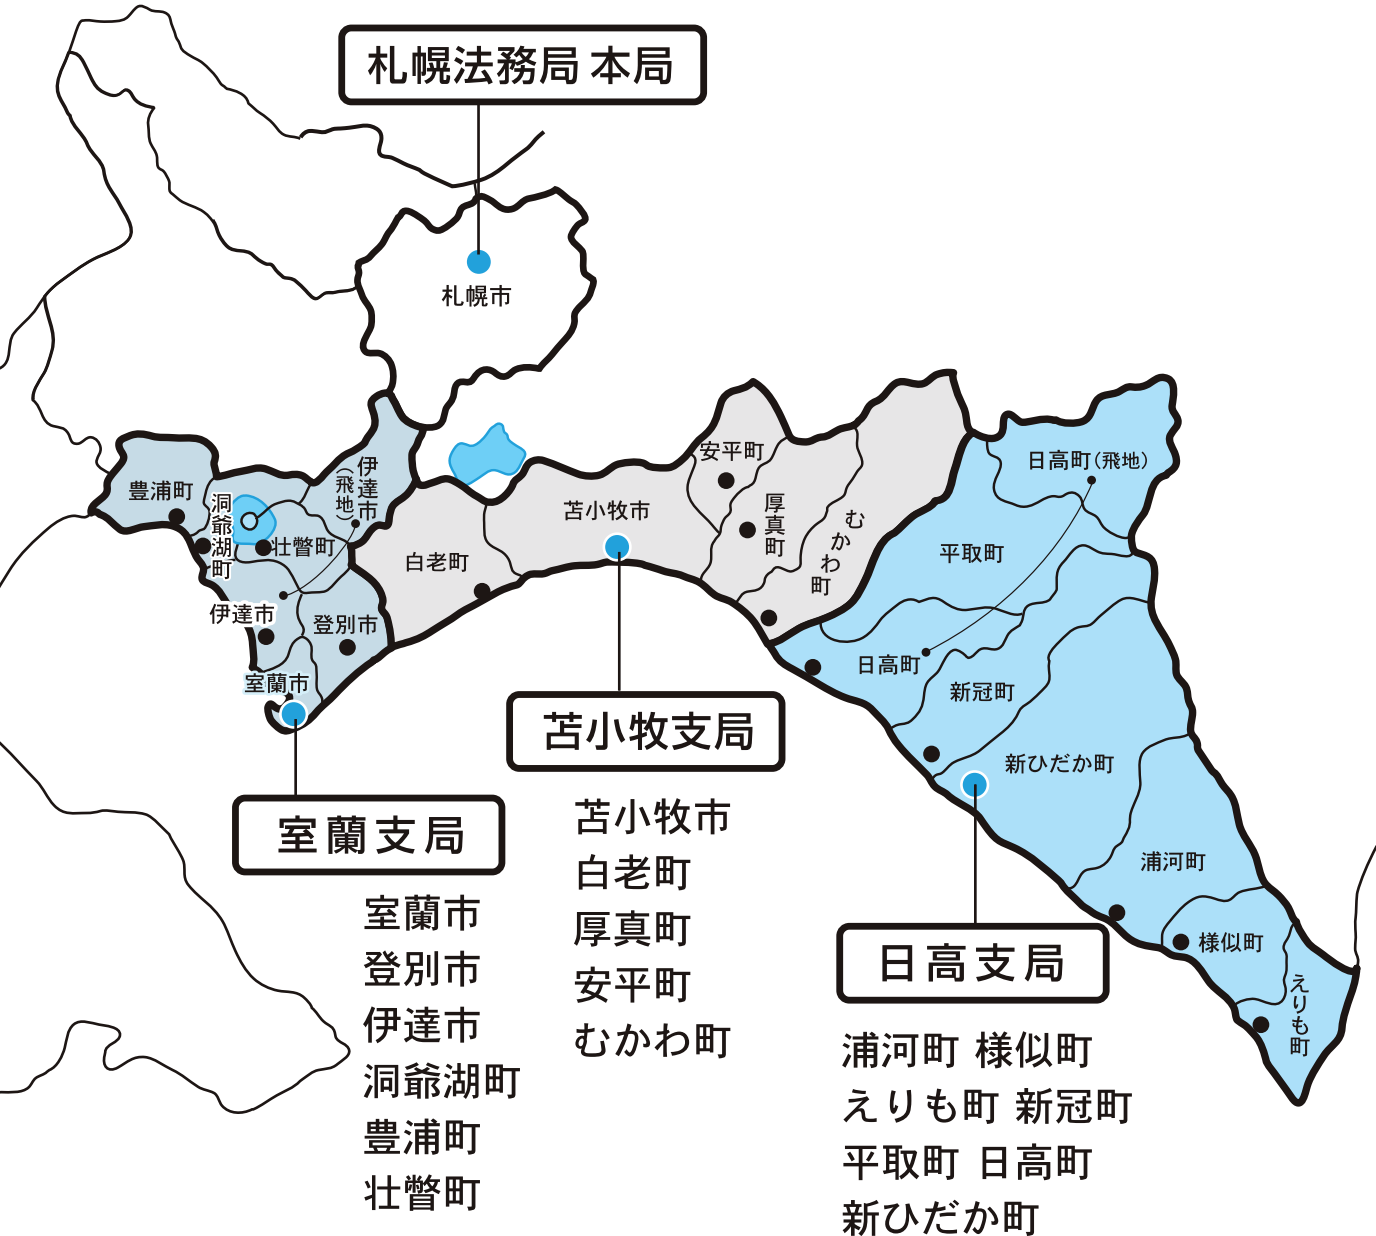 札幌法務局 本局
札幌市
豊浦町
洞爺湖町
伊達市
（飛地）
壮瞥町
伊達市
登別市
室蘭市
白老町
苫小牧市
安平町
厚真町
むかわ町
日高町（飛地）
平取町
日高町
新冠町
新ひだか町
浦河町
様似町
えりも町
室蘭支局
室蘭市
登別市
伊達市
洞爺湖町
豊浦町
壮瞥町
苫小牧支局
苫小牧市
白老町
厚真町
安平町
むかわ町
日高支局
浦河町 様似町
えりも町 新冠町
平取町 日高町
新ひだか町